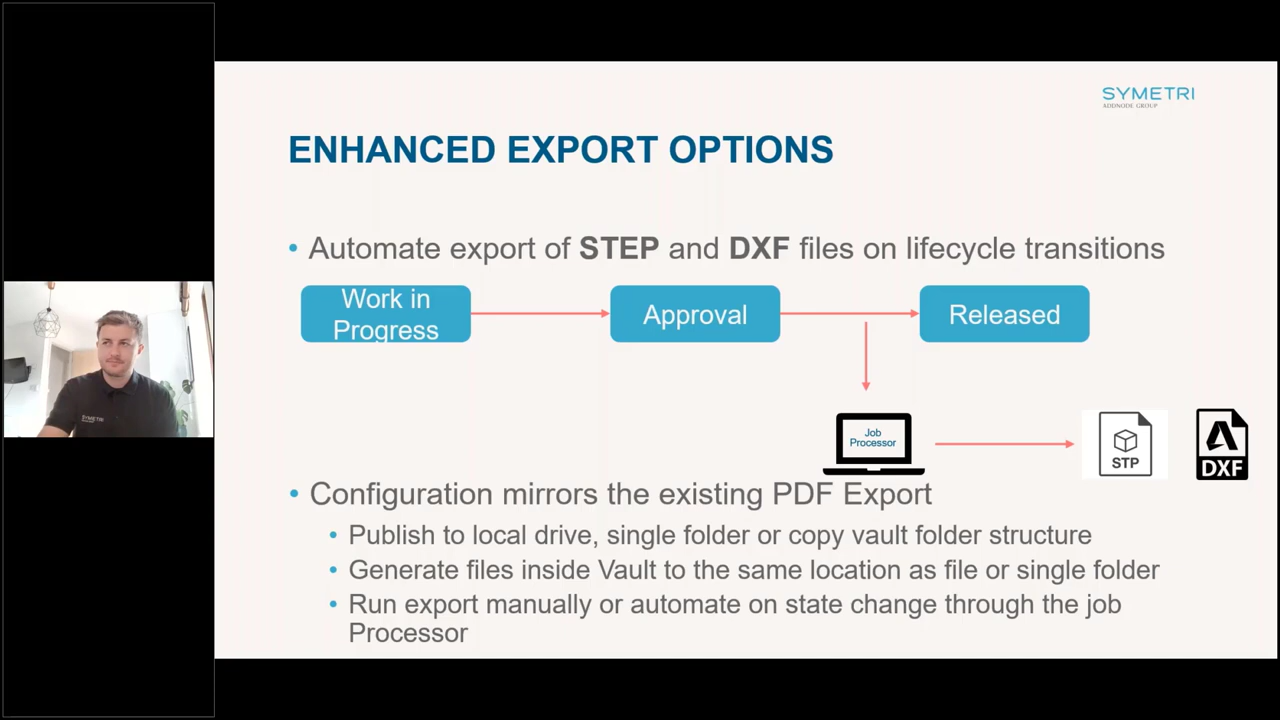 SYMETRI
ADDNODE GROUP
ENHANCED EXPORT OPTIONS
• Automate export of STEP and DXF files on lifecycle transitions
Work in
Progress
Approval
Released
Job
Processor
STP
DXF
• Configuration mirrors the existing PDF Export
• Publish to local drive, single folder or copy vault folder structure
• Generate files inside Vault to the same location as file or single folder
• Run export manually or automate on state change through the job
Processor
SYMETRI